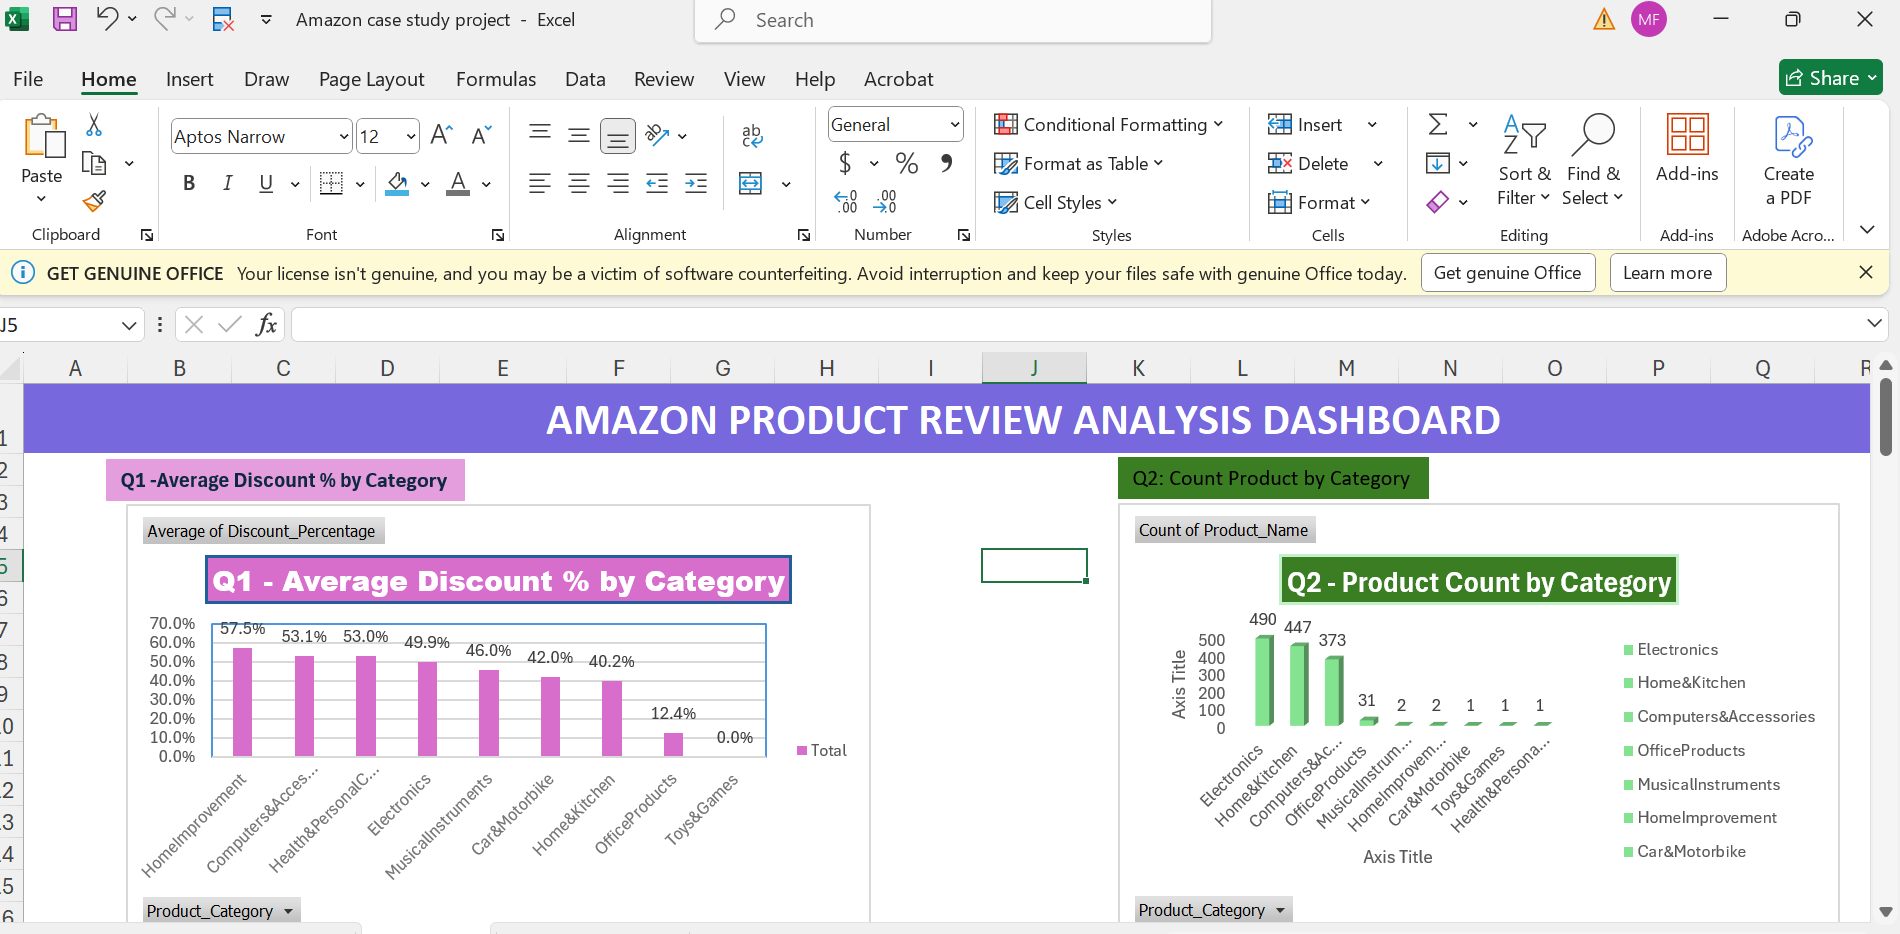 Amazon case study project - Excel
Search
MF
File Home Insert Draw Page Layout Formulas Data Review View Help Acrobat
Share
Paste
Clipboard
Aptos Narrow
12
B I U
Font
ab
Alignment
General
$ % ,
Number
Conditional Formatting
Format as Table
Cell Styles
Styles
Insert
Delete
Format
Cells
Sort &
Filter
Find &
Select
Editing
Add-ins
Add-ins
Create
a PDF
Adobe Acro...
GET GENUINE OFFICE Your license isn't genuine, and you may be a victim of software counterfeiting. Avoid interruption and keep your files safe with genuine Office today.
Get genuine Office
Learn more
J5
fx
A B C D E F G H I J K L M N O P Q R
1
2
3
4
5
6
7
8
9
AMAZON PRODUCT REVIEW ANALYSIS DASHBOARD
Q1 -Average Discount % by Category
Average of Discount_Percentage
Q1 - Average Discount % by Category
70.0%
60.0%
50.0%
40.0%
30.0%
20.0%
10.0%
0.0%
57.5% 53.1% 53.0% 49.9% 46.0% 42.0% 40.2% 12.4% 0.0%
Total
HomeImprovement
Computers&Acces...
Health&PersonalC...
Electronics
MusicalInstruments
Car&Motorbike
Home&Kitchen
OfficeProducts
Toys&Games
Product_Category
Q2: Count Product by Category
Count of Product_Name
Q2 - Product Count by Category
Axis Title
500
400
300
200
100
0
490 447 373 31 2 2 1 1 1
Electronics
Home&Kitchen
Computers&Ac...
OfficeProducts
MusicalInstrum...
HomeImprovem...
Car&Motorbike
Toys&Games
Health&Persona...
Axis Title
Electronics
Home&Kitchen
Computers&Accessories
OfficeProducts
MusicalInstruments
HomeImprovement
Car&Motorbike
Product_Category